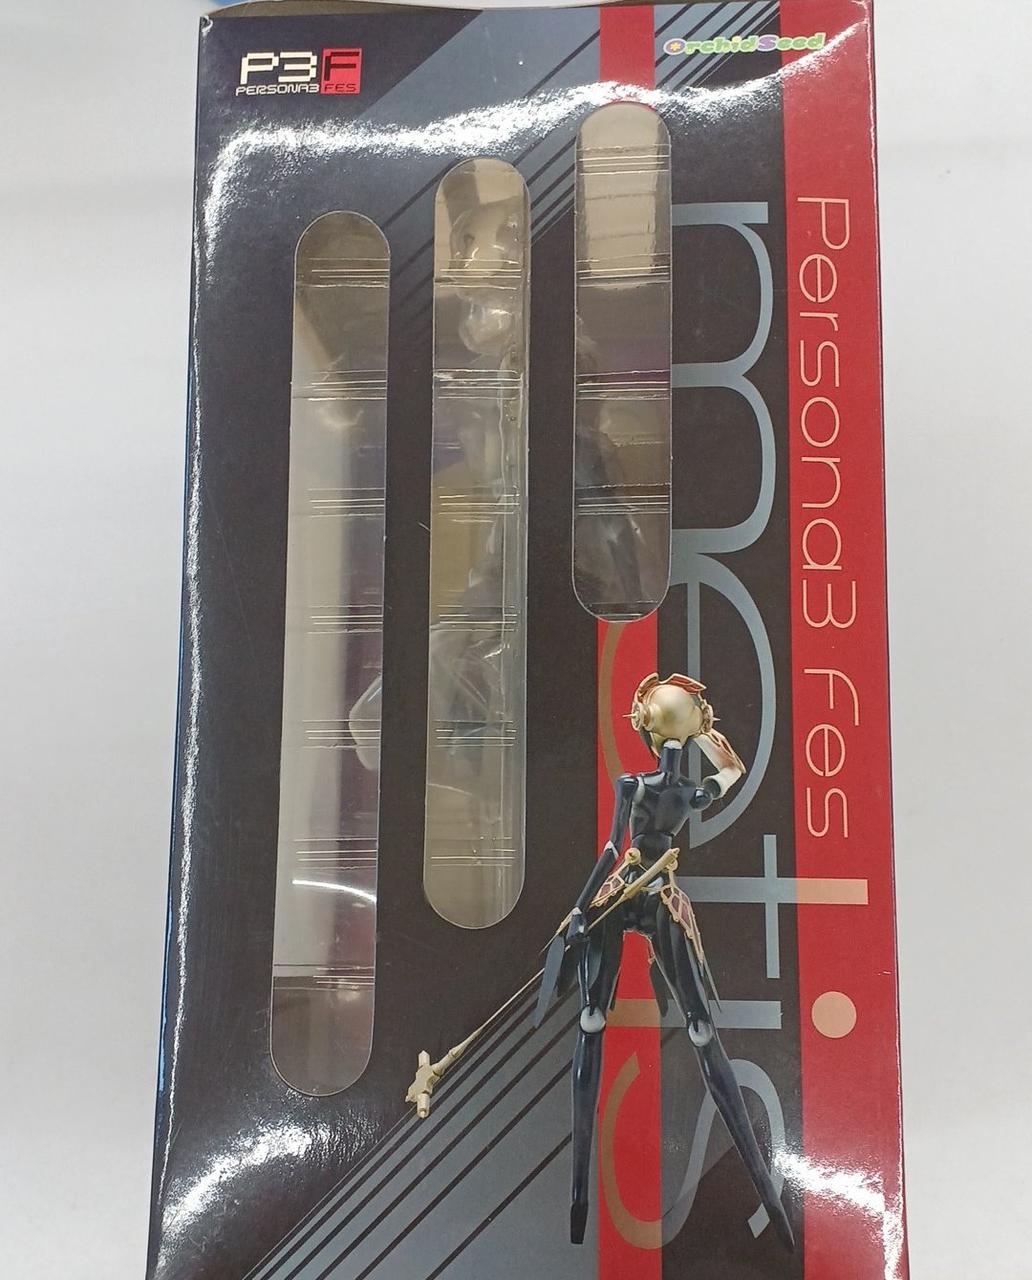 P3F
PERSONA3 FES
OrchidSeed
Persona3 Fes
metis